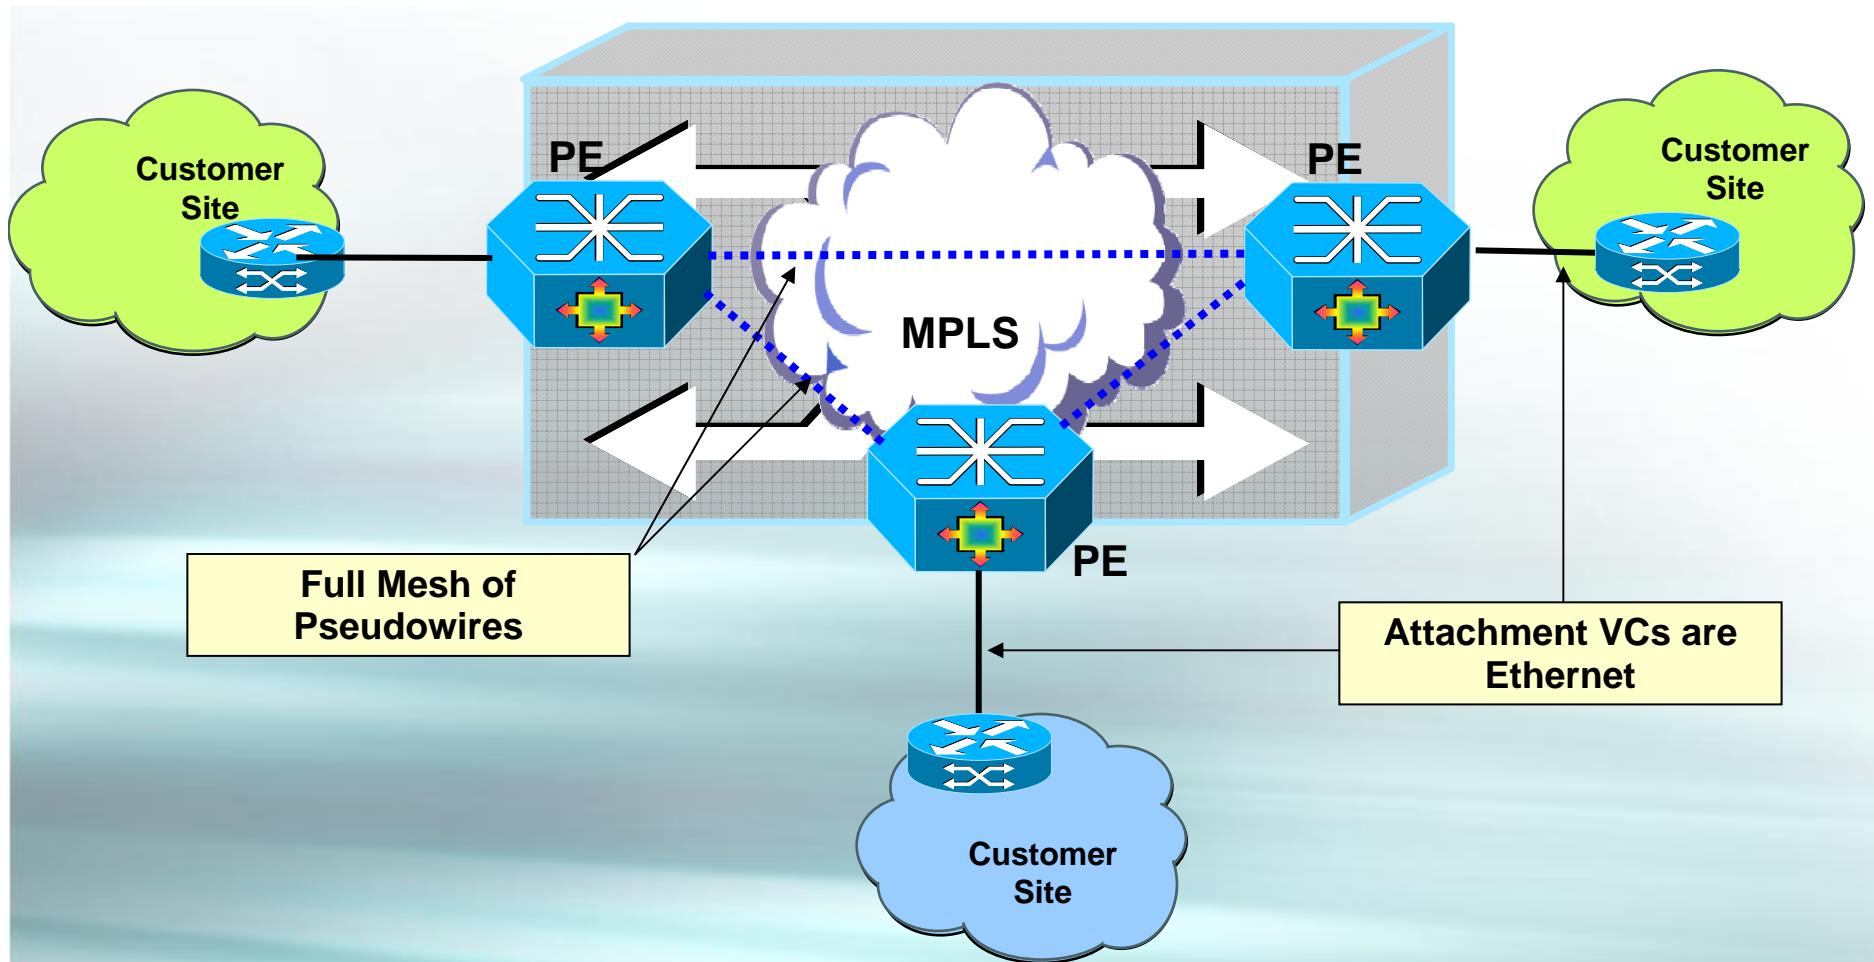 PE
PE
Customer
Site
Customer
Site
MPLS
PE
Full Mesh of
Pseudowires
Attachment VCs are
Ethernet
Customer
Site